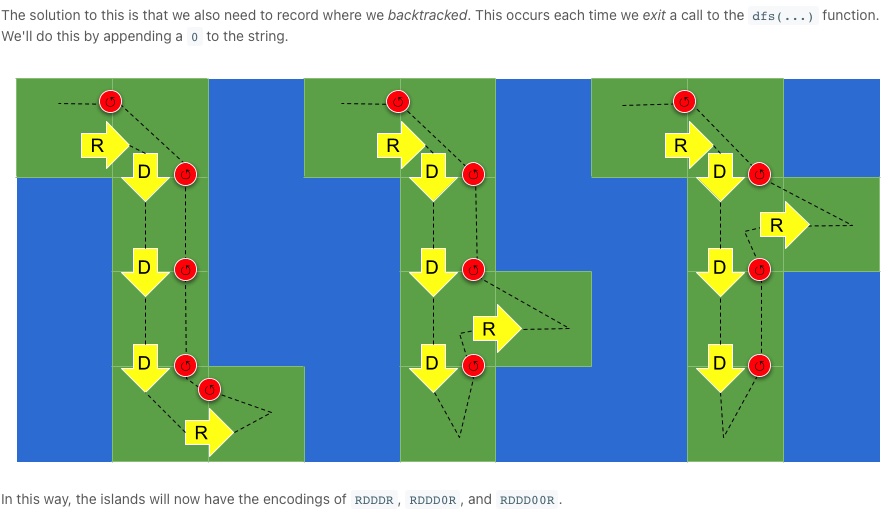 The solution to this is that we also need to record where we backtracked. This occurs each time we exit a call to the dfs(...) function.
We'll do this by appending a 0 to the string.
R R R
D D D
R
D D D
R
D D D
R
In this way, the islands will now have the encodings of RDDDR, RDDD0R, and RDDD00R.